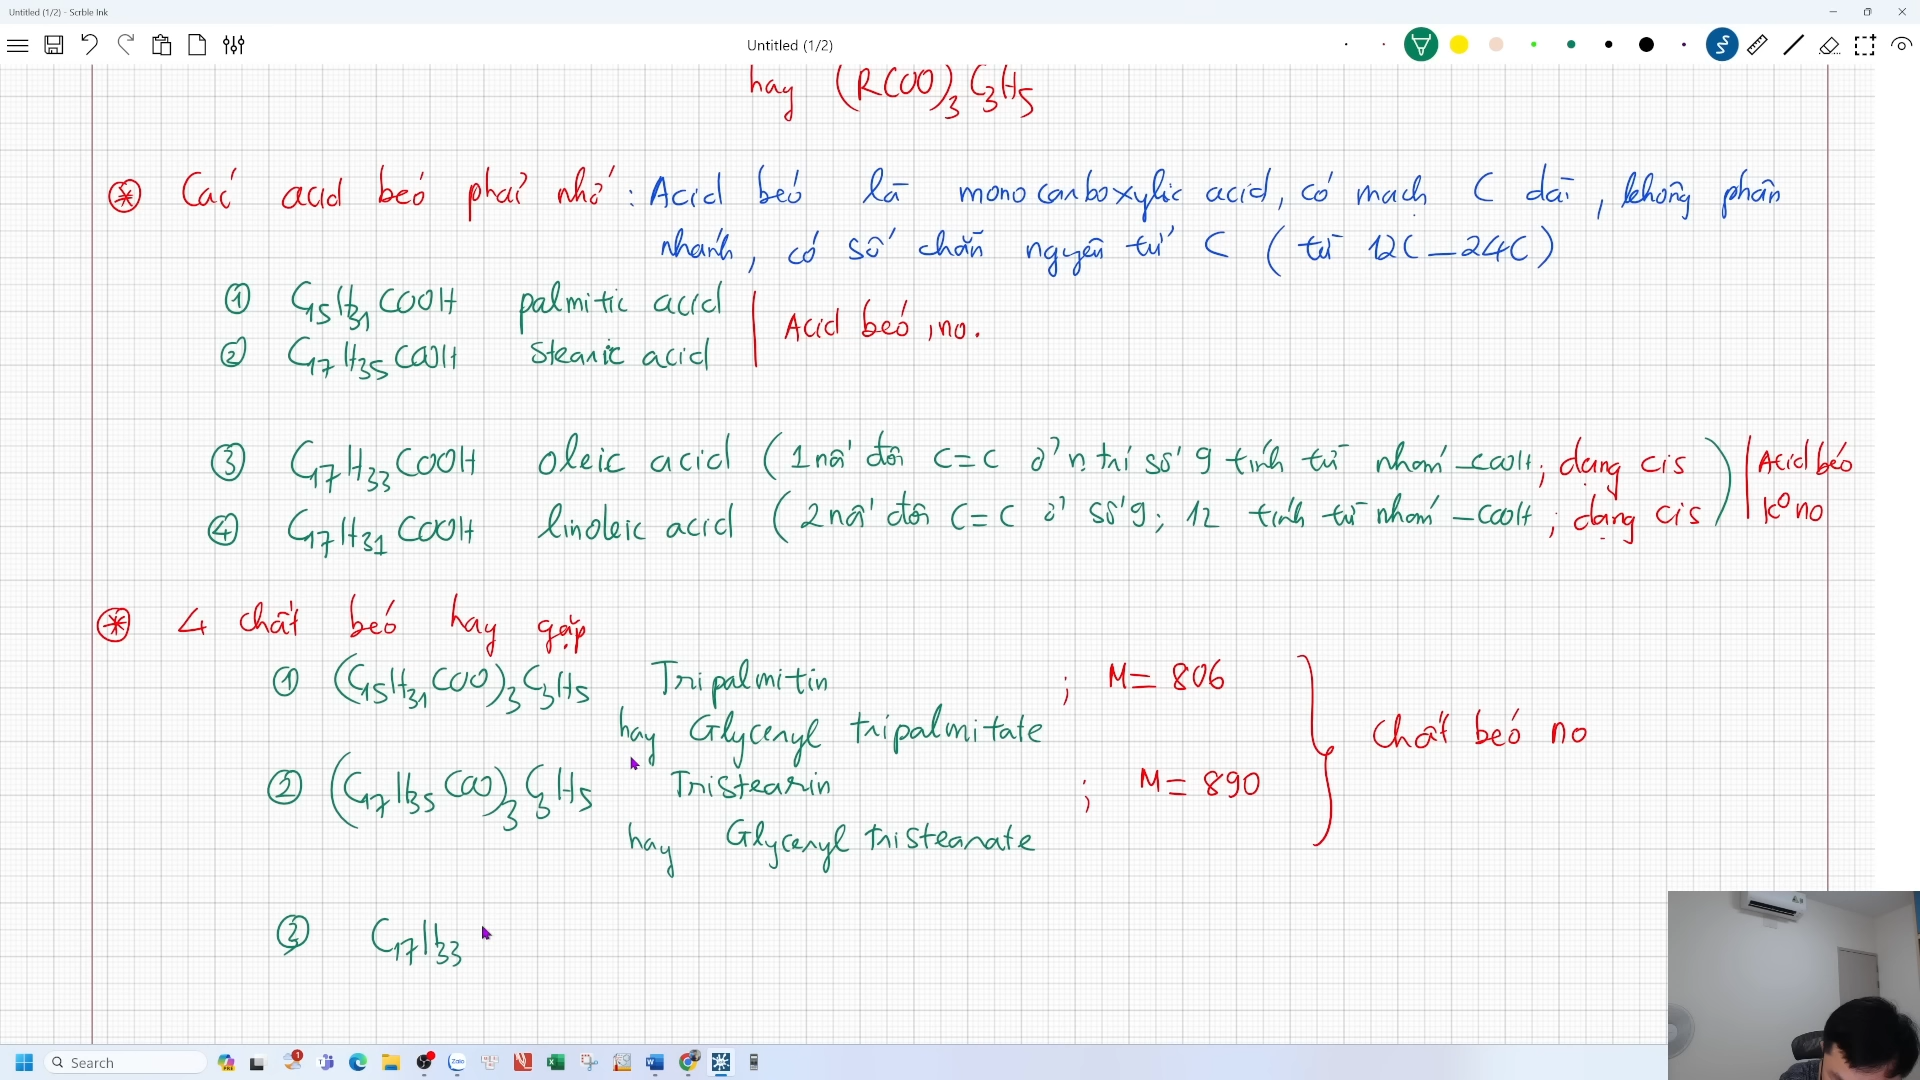 Untitled (1/2) - Scrble Ink
Untitled (1/2)
hay (RCOO)₃C₃H₅
⊛ Các acid béo phải nhớ : Acid béo là mono carboxylic acid, có mạch C dài, không phân
nhánh, có số chẵn nguyên tử C (từ 12C – 24C)
① C₁₅H₃₁COOH palmitic acid
② C₁₇H₃₅COOH stearic acid
Acid béo, no.
③ C₁₇H₃₃COOH oleic acid (1 nối đôi C=C ở vị trí số 9 tính từ nhóm –COOH; dạng cis)
④ C₁₇H₃₁COOH linoleic acid (2 nối đôi C=C ở số 9; 12 tính từ nhóm –COOH; dạng cis)
Acid béo
k⁰ no
⊛ 4 chất béo hay gặp
① (C₁₅H₃₁COO)₃C₃H₅ Tripalmitin ; M = 806
hay Glyceryl tripalmitate
② (C₁₇H₃₅COO)₃C₃H₅ Tristearin ; M = 890
hay Glyceryl tristearate
Chất béo no
③ C₁₇H₃₃
Search